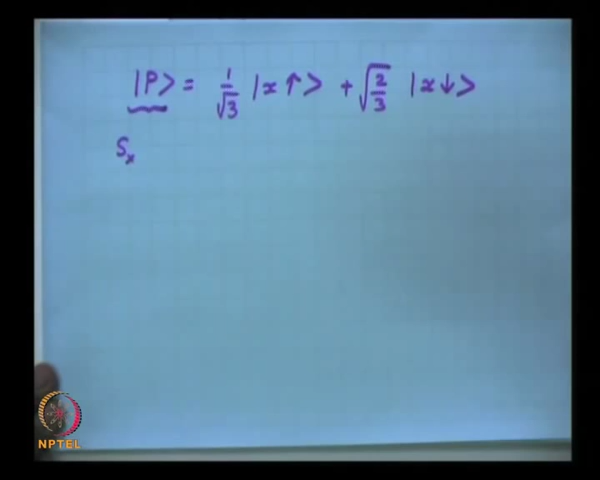 |P> = 1/√3 |x↑> + √2/3 |x↓>
Sx
NPTEL